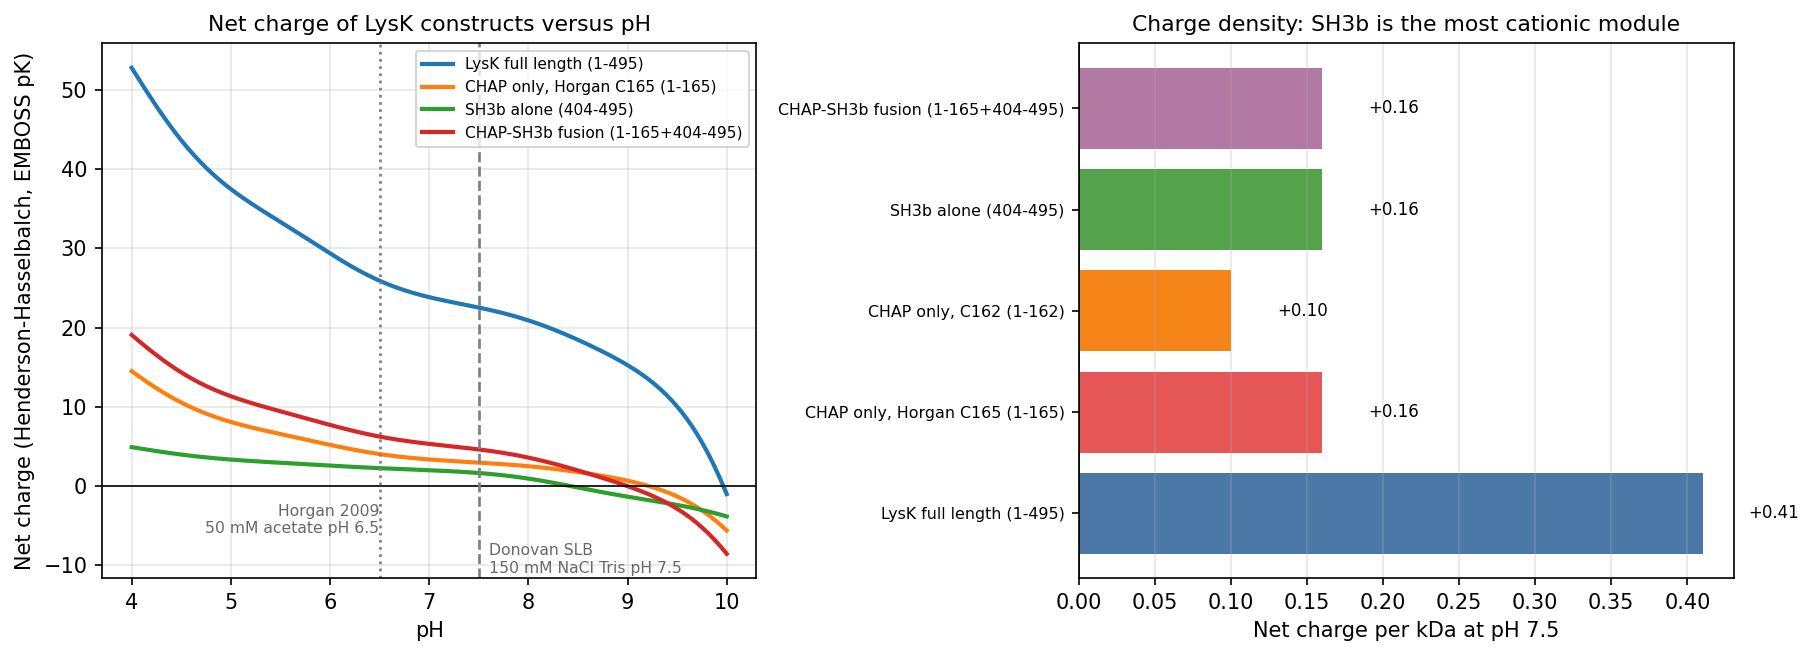 Net charge of LysK constructs versus pH
Net charge (Henderson-Hasselbalch, EMBOSS pK)
50
40
30
20
10
0
−10
LysK full length (1-495)
CHAP only, Horgan C165 (1-165)
SH3b alone (404-495)
CHAP-SH3b fusion (1-165+404-495)
Horgan 2009
50 mM acetate pH 6.5
Donovan SLB
150 mM NaCl Tris pH 7.5
4 5 6 7 8 9 10
pH
Charge density: SH3b is the most cationic module
CHAP-SH3b fusion (1-165+404-495) +0.16
SH3b alone (404-495) +0.16
CHAP only, C162 (1-162) +0.10
CHAP only, Horgan C165 (1-165) +0.16
LysK full length (1-495) +0.41
0.00 0.05 0.10 0.15 0.20 0.25 0.30 0.35 0.40
Net charge per kDa at pH 7.5